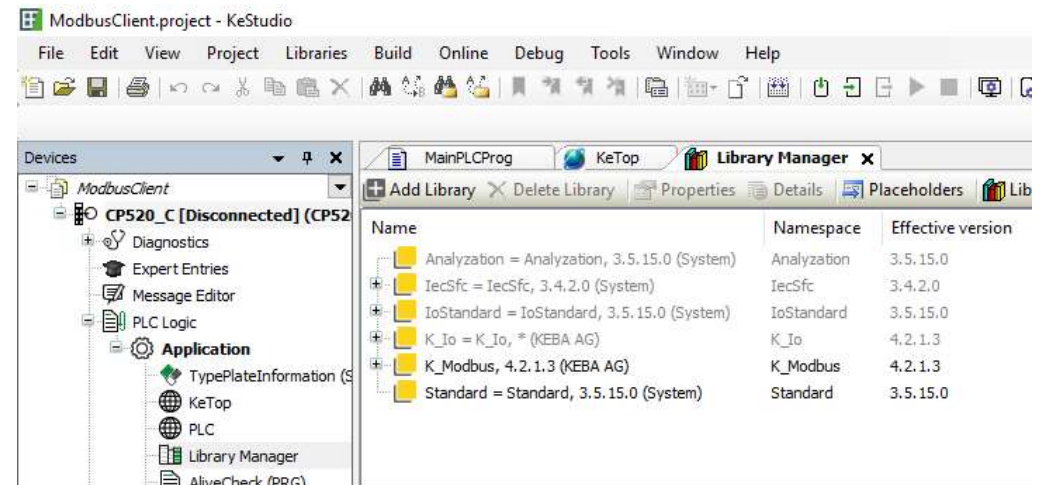 ModbusClient.project - KeStudio
File Edit View Project Libraries Build Online Debug Tools Window Help
Devices
ModbusClient
CP520_C [Disconnected] (CP52
Diagnostics
Expert Entries
Message Editor
PLC Logic
Application
TypePlateInformation (S
KeTop
PLC
Library Manager
AliveCheck (PRG)
MainPLCProg KeTop Library Manager
Add Library Delete Library Properties Details Placeholders Lib
Name Namespace Effective version
Analyzation = Analyzation, 3.5.15.0 (System) Analyzation 3.5.15.0
IecSfc = IecSfc, 3.4.2.0 (System) IecSfc 3.4.2.0
IoStandard = IoStandard, 3.5.15.0 (System) IoStandard 3.5.15.0
K_Io = K_Io, * (KEBA AG) K_Io 4.2.1.3
K_Modbus, 4.2.1.3 (KEBA AG) K_Modbus 4.2.1.3
Standard = Standard, 3.5.15.0 (System) Standard 3.5.15.0